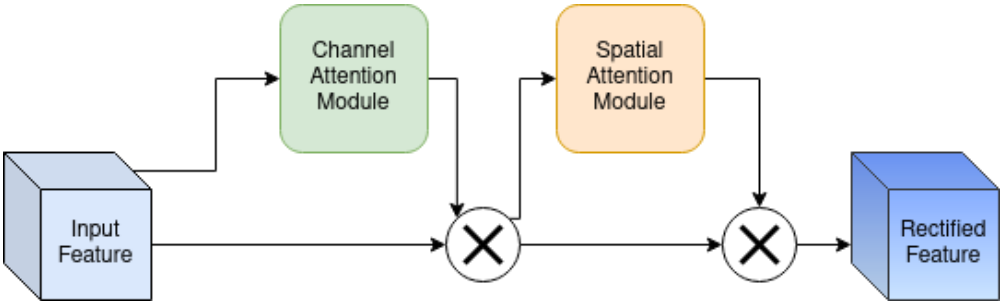 Channel
Attention
Module
Spatial
Attention
Module
Input
Feature
Rectified
Feature